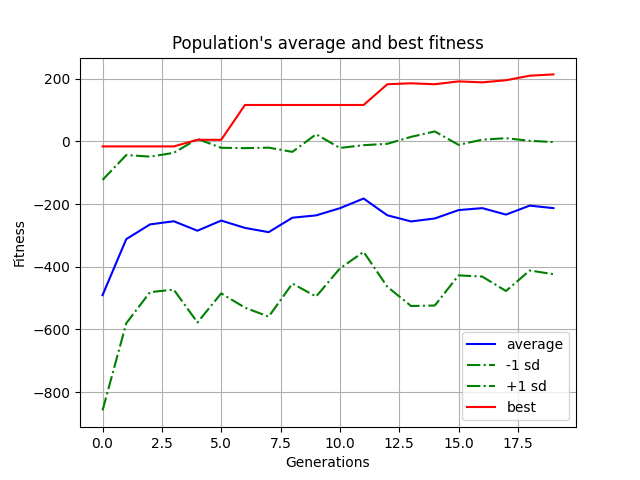 Population's average and best fitness
200
0
−200
−400
−600
−800
Fitness
0.0 2.5 5.0 7.5 10.0 12.5 15.0 17.5
Generations
average
-1 sd
+1 sd
best